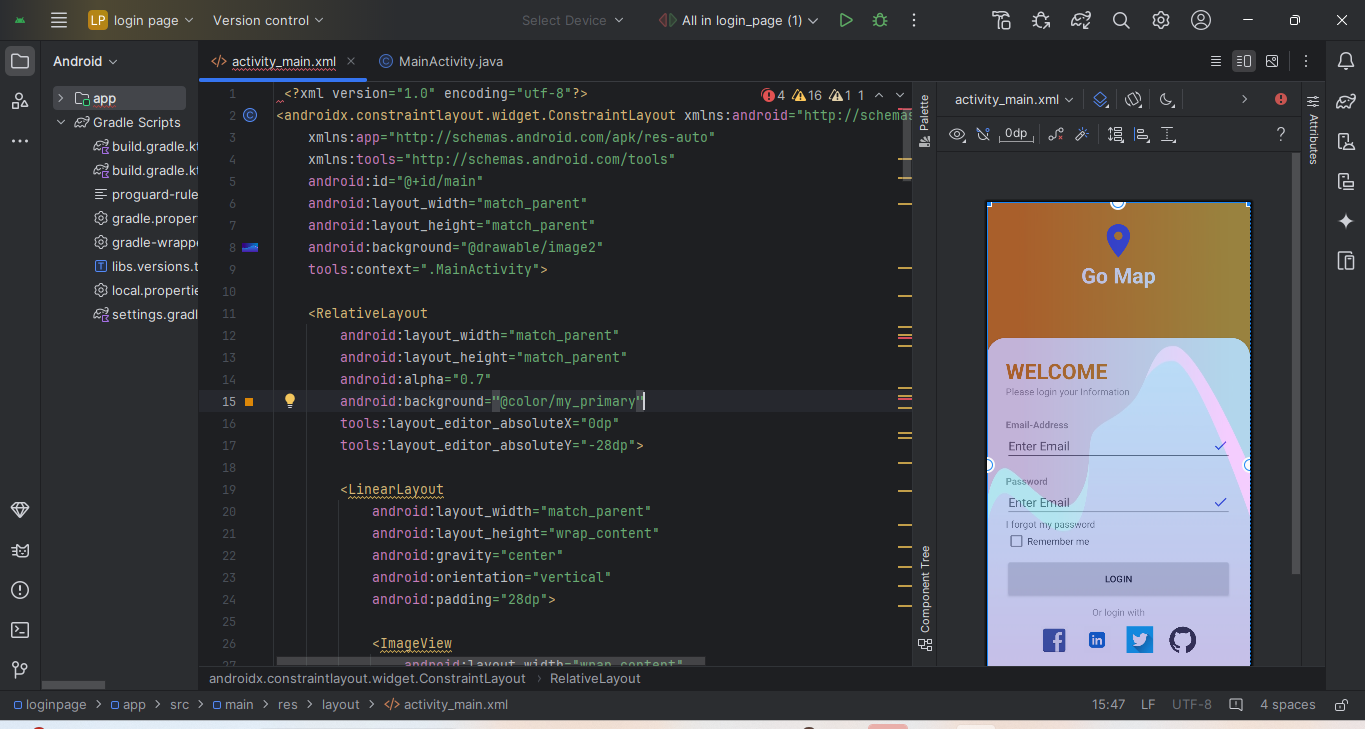 LP login page
Version control
Select Device
All in login_page (1)
Android
activity_main.xml
MainActivity.java
app
Gradle Scripts
build.gradle.kt
build.gradle.kt
proguard-rule
gradle.proper
gradle-wrapp
libs.versions.t
local.propertie
settings.gradl
4 16 1 1
1 <?xml version="1.0" encoding="utf-8"?>
2 <androidx.constraintlayout.widget.ConstraintLayout xmlns:android="http://schemas
3 xmlns:app="http://schemas.android.com/apk/res-auto"
4 xmlns:tools="http://schemas.android.com/tools"
5 android:id="@+id/main"
6 android:layout_width="match_parent"
7 android:layout_height="match_parent"
8 android:background="@drawable/image2"
9 tools:context=".MainActivity">
10
11 <RelativeLayout
12 android:layout_width="match_parent"
13 android:layout_height="match_parent"
14 android:alpha="0.7"
15 android:background="@color/my_primary"
16 tools:layout_editor_absoluteX="0dp"
17 tools:layout_editor_absoluteY="-28dp">
18
19 <LinearLayout
20 android:layout_width="match_parent"
21 android:layout_height="wrap_content"
22 android:gravity="center"
23 android:orientation="vertical"
24 android:padding="28dp">
25
26 <ImageView
27 android:layout_width="wrap_content"
androidx.constraintlayout.widget.ConstraintLayout
RelativeLayout
Palette
Component Tree
activity_main.xml
0dp
?
Attributes
Go Map
WELCOME
Please login your Information
Email-Address
Enter Email
Password
Enter Email
I forgot my password
Remember me
LOGIN
Or login with
loginpage
app
src
main
res
layout
activity_main.xml
15:47
LF
UTF-8
4 spaces